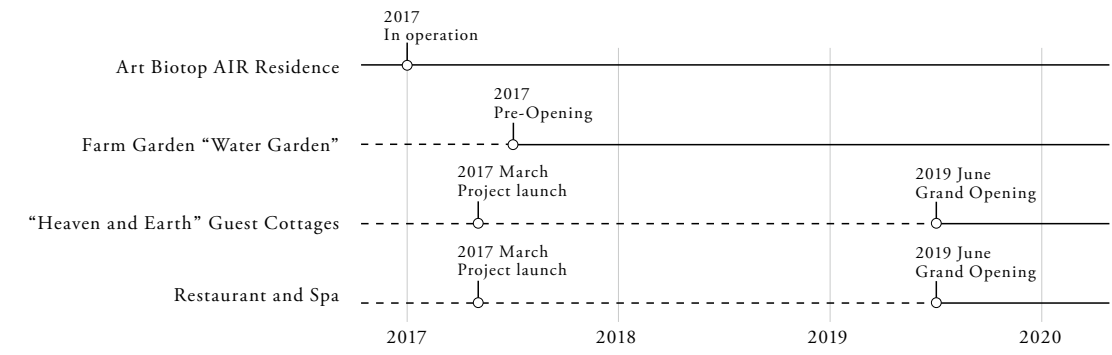 2017
In operation
Art Biotop AIR Residence
2017
Pre-Opening
Farm Garden “Water Garden”
2017 March
Project launch
2019 June
Grand Opening
“Heaven and Earth” Guest Cottages
2017 March
Project launch
2019 June
Grand Opening
Restaurant and Spa
2017
2018
2019
2020